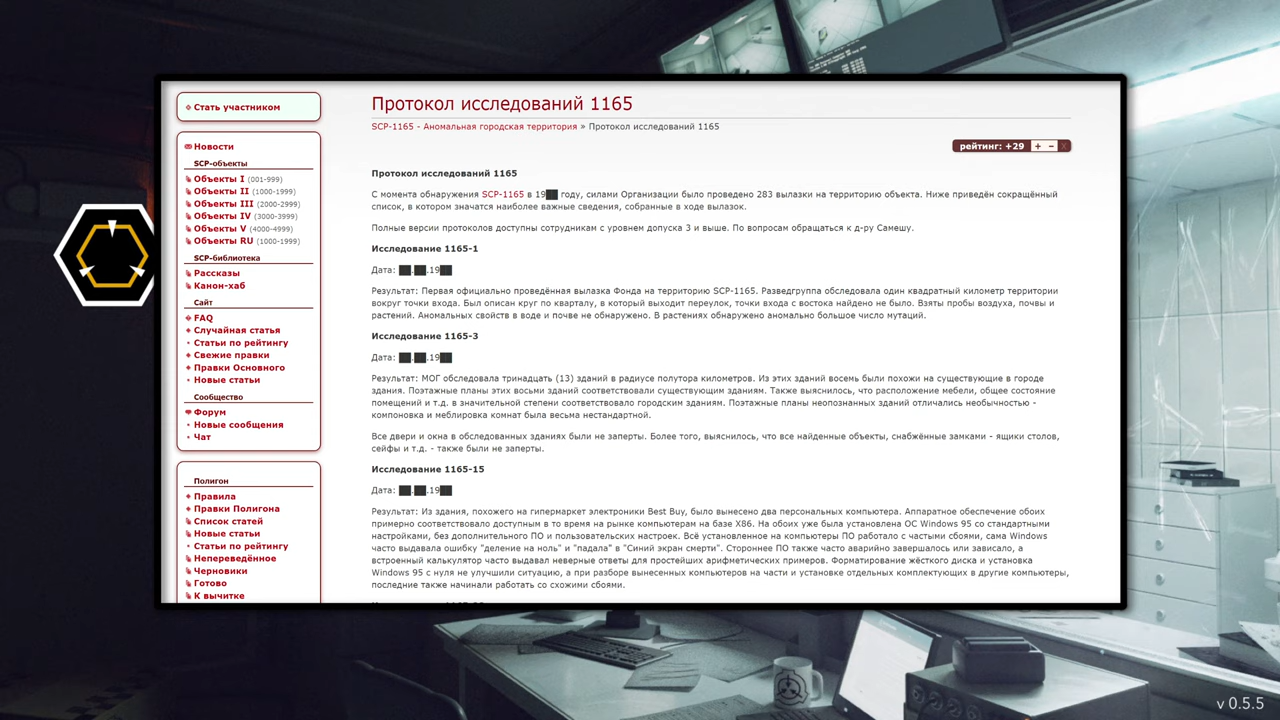 Стать участником
Новости
SCP-объекты
Объекты I (001-999)
Объекты II (1000-1999)
Объекты III (2000-2999)
Объекты IV (3000-3999)
Объекты V (4000-4999)
Объекты RU (1000-1999)
SCP-библиотека
Рассказы
Канон-хаб
Сайт
FAQ
Случайная статья
Статьи по рейтингу
Свежие правки
Правки Основного
Новые статьи
Сообщество
Форум
Новые сообщения
Чат
Полигон
Правила
Правки Полигона
Список статей
Новые статьи
Статьи по рейтингу
Непереведённое
Черновики
Готово
К вычитке
Протокол исследований 1165
SCP-1165 - Аномальная городская территория » Протокол исследований 1165
рейтинг: +29 + − x
Протокол исследований 1165
С момента обнаружения SCP-1165 в 19██ году, силами Организации было проведено 283 вылазки на территорию объекта. Ниже приведён сокращённый
список, в котором значатся наиболее важные сведения, собранные в ходе вылазок.
Полные версии протоколов доступны сотрудникам с уровнем допуска 3 и выше. По вопросам обращаться к д-ру Самешу.
Исследование 1165-1
Дата: ██.██.19██
Результат: Первая официально проведённая вылазка Фонда на территорию SCP-1165. Разведгруппа обследовала один квадратный километр территории
вокруг точки входа. Был описан круг по кварталу, в который выходит переулок, точки входа с востока найдено не было. Взяты пробы воздуха, почвы и
растений. Аномальных свойств в воде и почве не обнаружено. В растениях обнаружено аномально большое число мутаций.
Исследование 1165-3
Дата: ██.██.19██
Результат: МОГ обследовала тринадцать (13) зданий в радиусе полутора километров. Из этих зданий восемь были похожи на существующие в городе
здания. Поэтажные планы этих восьми зданий соответствовали существующим зданиям. Также выяснилось, что расположение мебели, общее состояние
помещений и т.д. в значительной степени соответствовало городским зданиям. Поэтажные планы неопознанных зданий отличались необычностью -
компоновка и меблировка комнат была весьма нестандартной.
Все двери и окна в обследованных зданиях были не заперты. Более того, выяснилось, что все найденные объекты, снабжённые замками - ящики столов,
сейфы и т.д. - также были не заперты.
Исследование 1165-15
Дата: ██.██.19██
Результат: Из здания, похожего на гипермаркет электроники Best Buy, было вынесено два персональных компьютера. Аппаратное обеспечение обоих
примерно соответствовало доступным в то время на рынке компьютерам на базе X86. На обоих уже была установлена ОС Windows 95 со стандартными
настройками, без дополнительного ПО и пользовательских настроек. Всё установленное на компьютеры ПО работало с частыми сбоями, сама Windows
часто выдавала ошибку "деление на ноль" и "падала" в "Синий экран смерти". Стороннее ПО также часто аварийно завершалось или зависало, а
встроенный калькулятор часто выдавал неверные ответы для простейших арифметических примеров. Форматирование жёсткого диска и установка
Windows 95 с нуля не улучшили ситуацию, а при разборе вынесенных компьютеров на части и установке отдельных комплектующих в другие компьютеры,
последние также начинали работать со схожими сбоями.
v 0.5.5